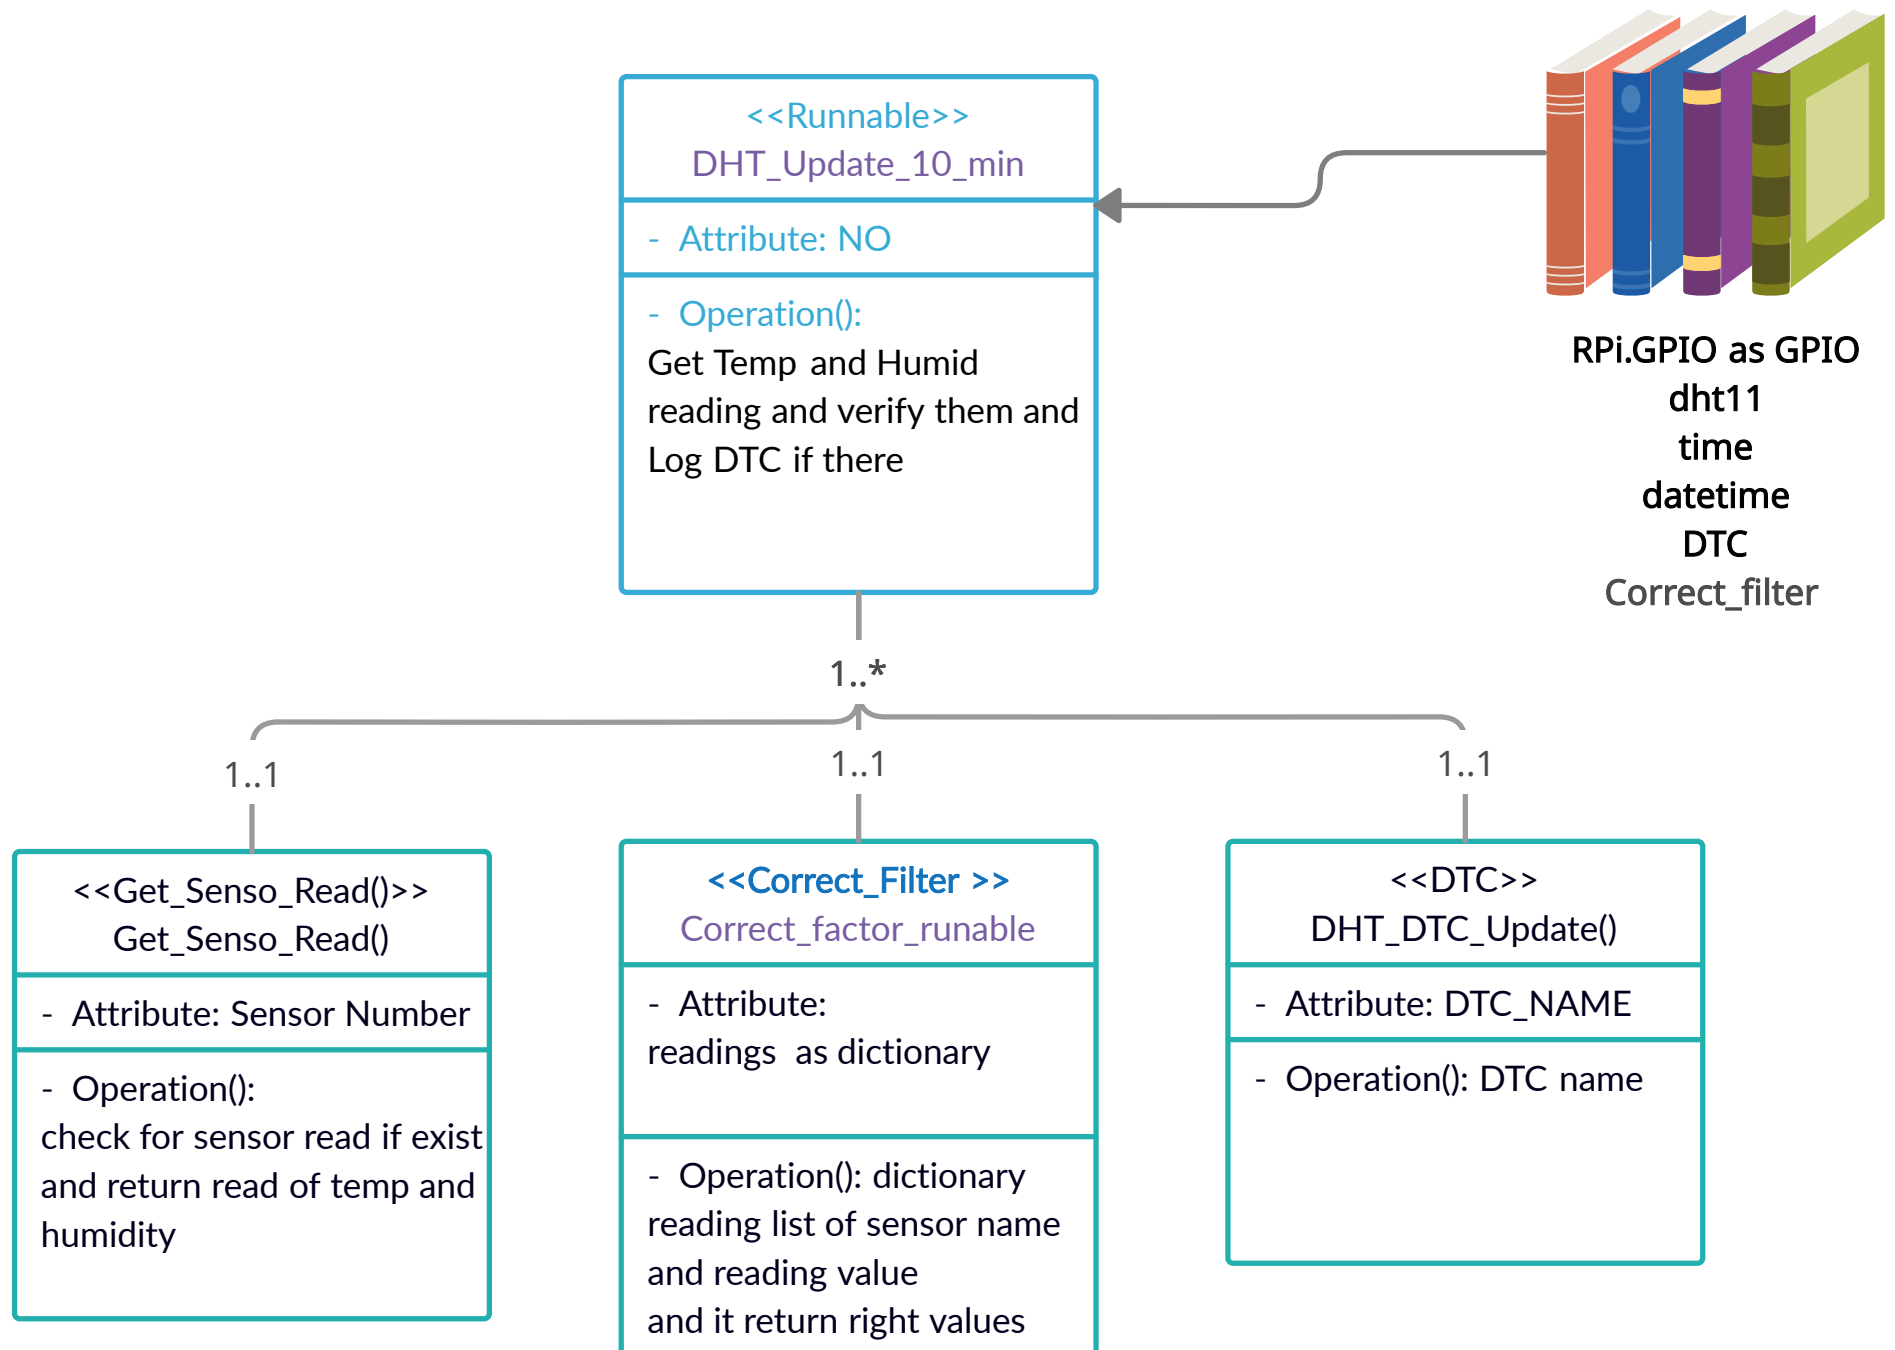 <<Runnable>>
DHT_Update_10_min
- Attribute: NO
- Operation():
Get Temp and Humid
reading and verify them and
Log DTC if there
RPi.GPIO as GPIO
dht11
time
datetime
DTC
Correct_filter
1..*
1..1
1..1
1..1
<<Get_Senso_Read()>>
Get_Senso_Read()
- Attribute: Sensor Number
- Operation():
check for sensor read if exist
and return read of temp and
humidity
<<Correct_Filter >>
Correct_factor_runable
- Attribute:
readings as dictionary
- Operation(): dictionary
reading list of sensor name
and reading value
and it return right values
<<DTC>>
DHT_DTC_Update()
- Attribute: DTC_NAME
- Operation(): DTC name